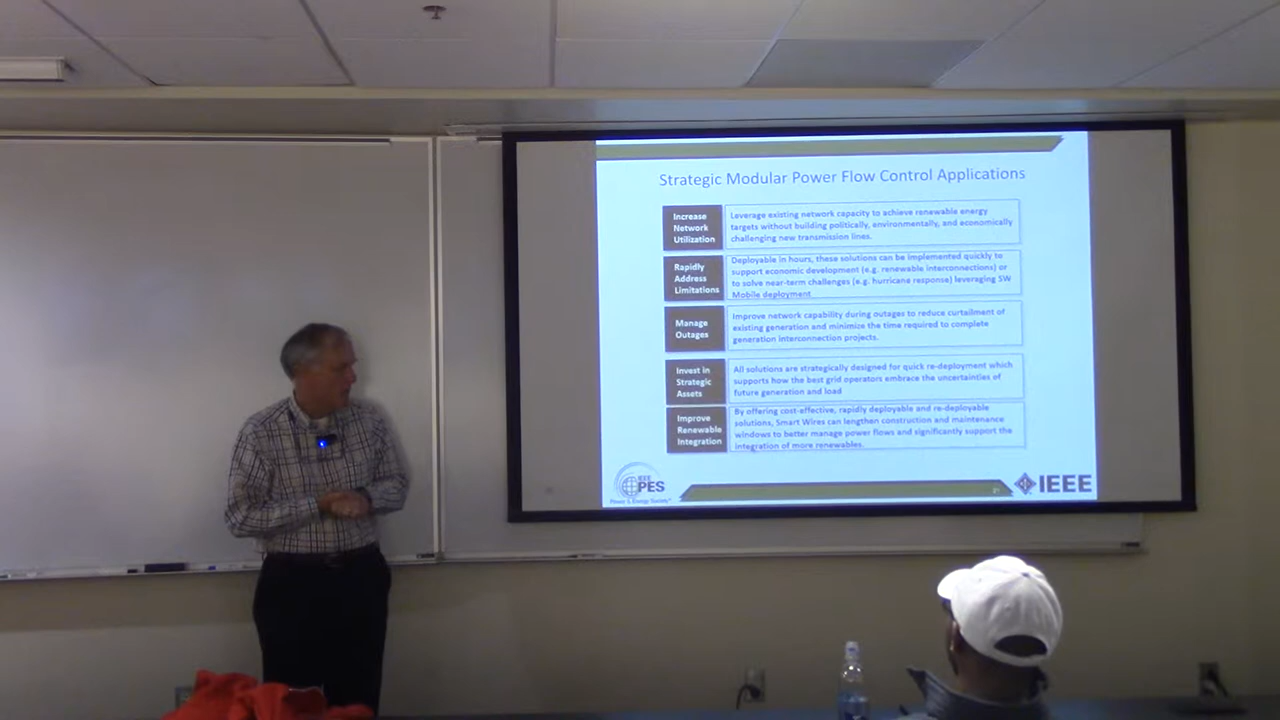 Strategic Modular Power Flow Control Applications
Increase
Network
Utilization
Leverage existing network capacity to achieve renewable energy
targets without building politically, environmentally, and economically
challenging new transmission lines.
Rapidly
Address
Limitations
Deployable in hours, these solutions can be implemented quickly to
support economic development (e.g. renewable interconnections) or
to solve near-term challenges (e.g. hurricane response) leveraging SW
Mobile deployment
Manage
Outages
Improve network capability during outages to reduce curtailment of
existing generation and minimize the time required to complete
generation interconnection projects.
Invest in
Strategic
Assets
All solutions are strategically designed for quick re-deployment which
supports how the best grid operators embrace the uncertainties of
future generation and load
Improve
Renewable
Integration
By offering cost-effective, rapidly deployable and re-deployable
solutions, Smart Wires can lengthen construction and maintenance
windows to better manage power flows and significantly support the
integration of more renewables.
IEEE
PES
Power & Energy Society®
IEEE